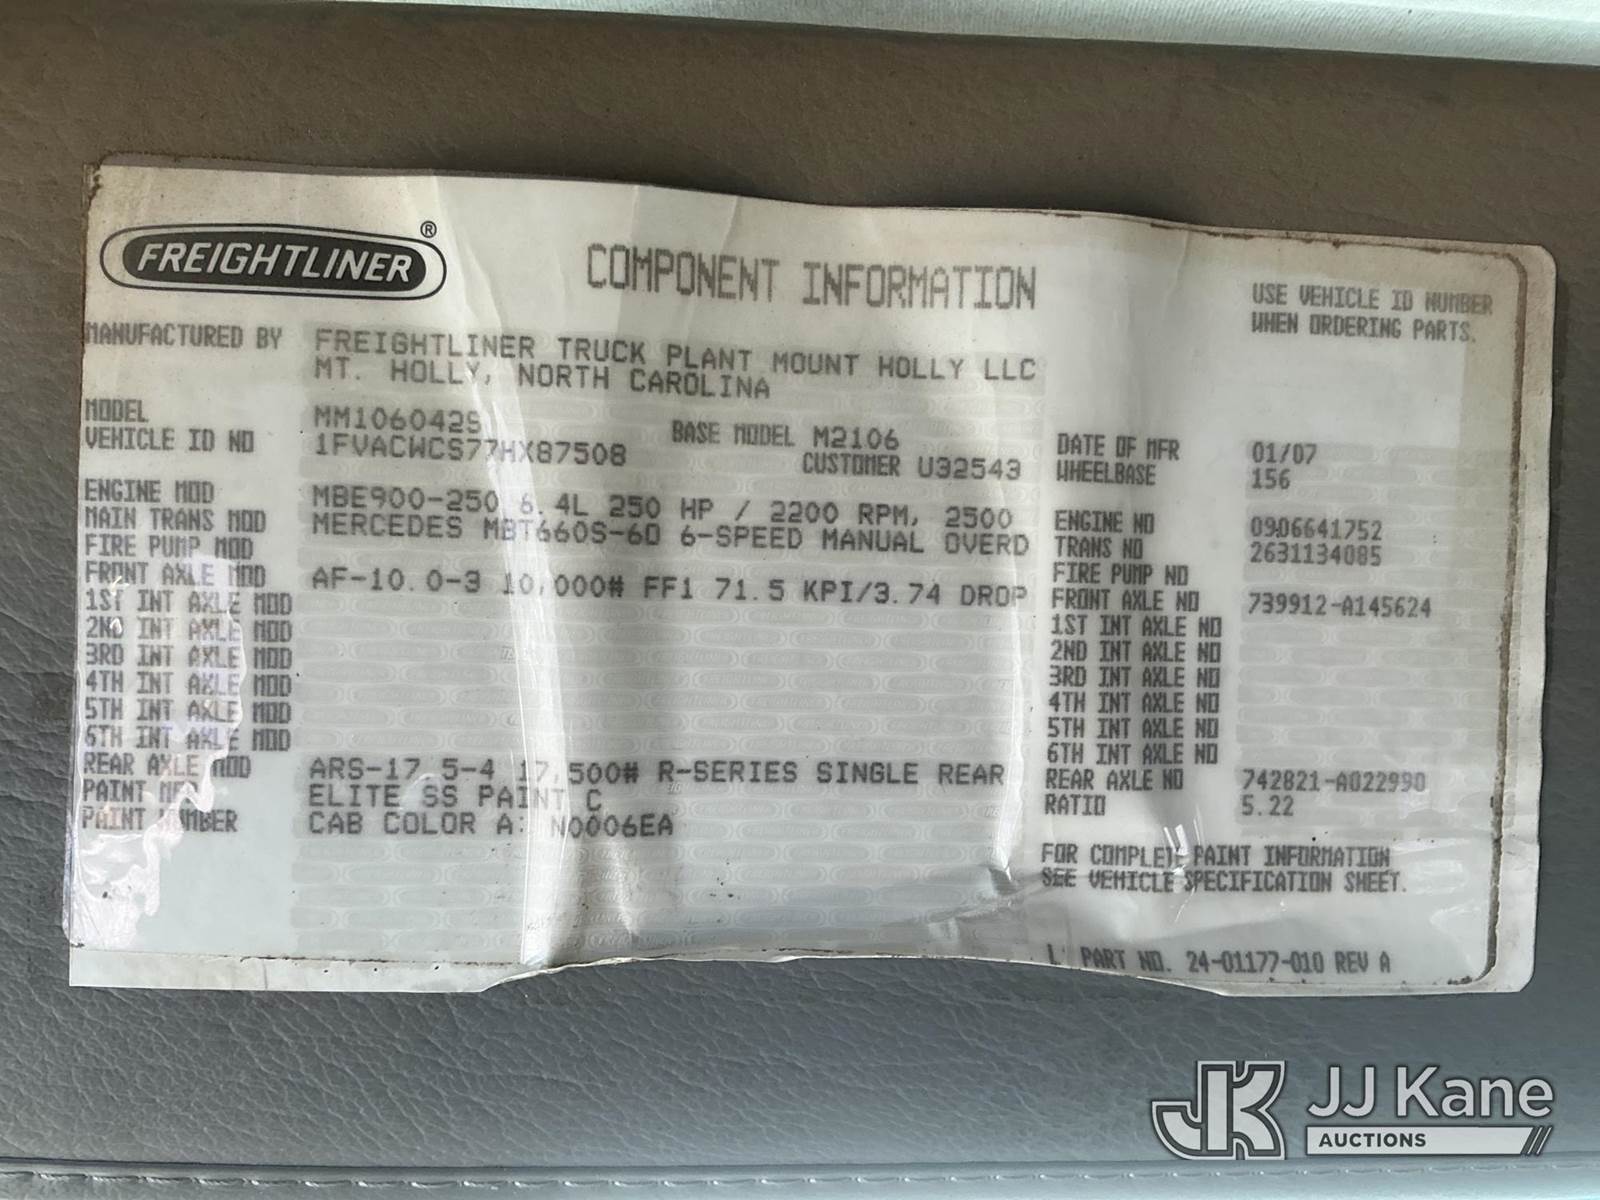 FREIGHTLINER®
COMPONENT INFORMATION
USE VEHICLE ID NUMBER
WHEN ORDERING PARTS.
MANUFACTURED BY FREIGHTLINER TRUCK PLANT MOUNT HOLLY LLC
MT. HOLLY, NORTH CAROLINA
MODEL MM106042S BASE MODEL M2106 DATE OF MFR 01/07
VEHICLE ID NO 1FVACWCS77HX87508 CUSTOMER U32543 WHEELBASE 156
ENGINE MOD MBE900-250 6.4L 250 HP / 2200 RPM, 2500 ENGINE NO 0906641752
MAIN TRANS MOD MERCEDES MBT660S-6O 6-SPEED MANUAL OVERD TRANS NO 2631134085
FIRE PUMP MOD FIRE PUMP NO
FRONT AXLE MOD AF-10.0-3 10,000# FF1 71.5 KPI/3.74 DROP FRONT AXLE NO 739912-A145624
1ST INT AXLE MOD 1ST INT AXLE NO
2ND INT AXLE MOD 2ND INT AXLE NO
3RD INT AXLE MOD 3RD INT AXLE NO
4TH INT AXLE MOD 4TH INT AXLE NO
5TH INT AXLE MOD 5TH INT AXLE NO
6TH INT AXLE MOD 6TH INT AXLE NO
REAR AXLE MOD ARS-17.5-4 17,500# R-SERIES SINGLE REAR REAR AXLE NO 742821-A022990
PAINT MFR ELITE SS PAINT C RATIO 5.22
PAINT NUMBER CAB COLOR A: N0006EA
FOR COMPLETE PAINT INFORMATION
SEE VEHICLE SPECIFICATION SHEET.
PART NO. 24-01177-010 REV A
JK JJ Kane
AUCTIONS